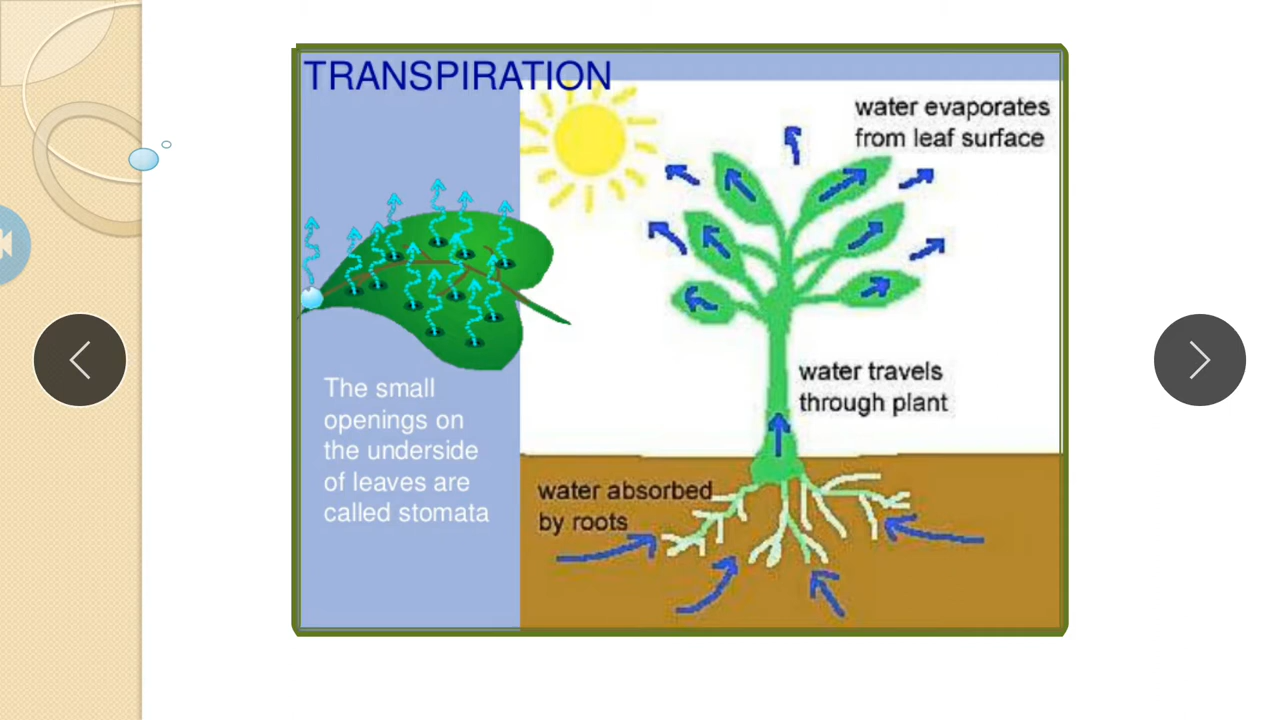 TRANSPIRATION
water evaporates
from leaf surface
water travels
through plant
The small
openings on
the underside
of leaves are
called stomata
water absorbed
by roots